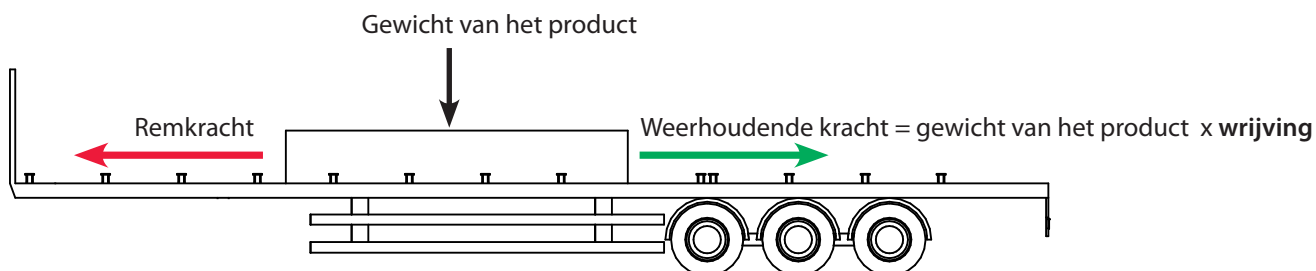 Gewicht van het product
Remkracht
Weerhoudende kracht = gewicht van het product x wrijving